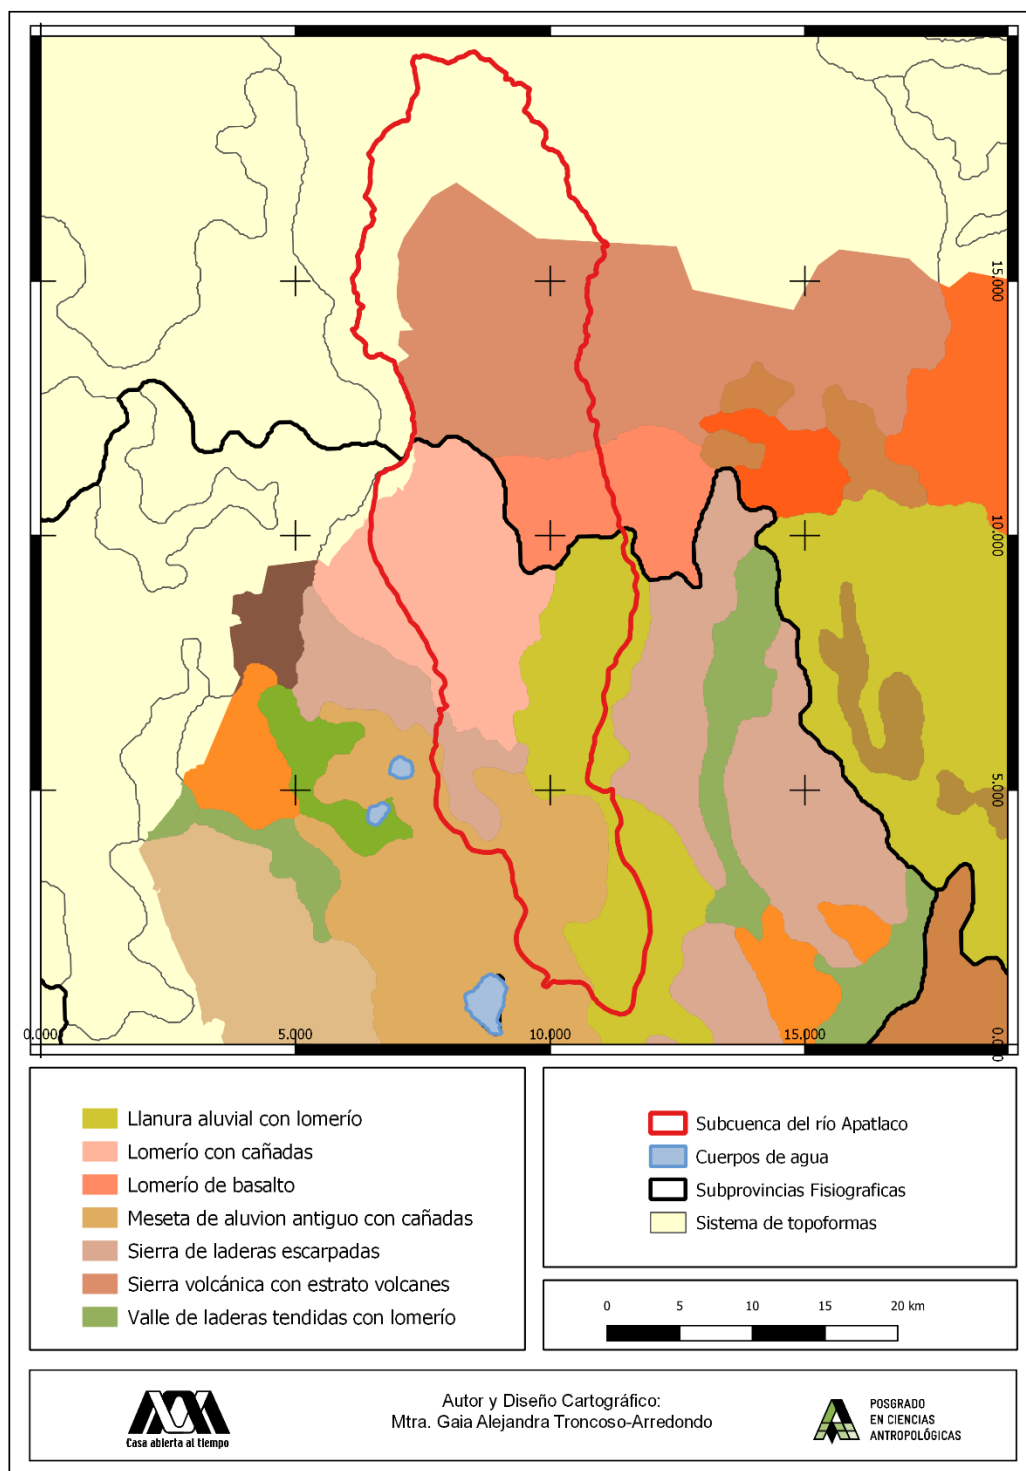 15.000
10.000
5.000
0.000
5.000
10.000
15.000
0.000
Llanura aluvial con lomerío
Lomerío con cañadas
Lomerío de basalto
Meseta de aluvion antiguo con cañadas
Sierra de laderas escarpadas
Sierra volcánica con estrato volcanes
Valle de laderas tendidas con lomerío
Subcuenca del río Apatlaco
Cuerpos de agua
Subprovincias Fisiograficas
Sistema de topoformas
0 5 10 15 20 km
Casa abierta al tiempo
Autor y Diseño Cartográfico:
Mtra. Gaia Alejandra Troncoso-Arredondo
POSGRADO
EN CIENCIAS
ANTROPOLÓGICAS